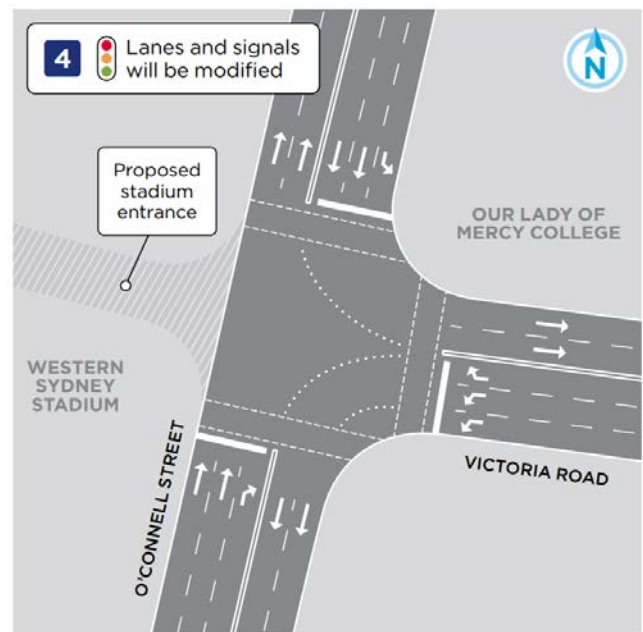 4
Lanes and signals
will be modified
N
Proposed
stadium
entrance
OUR LADY OF
MERCY COLLEGE
WESTERN
SYDNEY
STADIUM
O'CONNELL STREET
VICTORIA ROAD